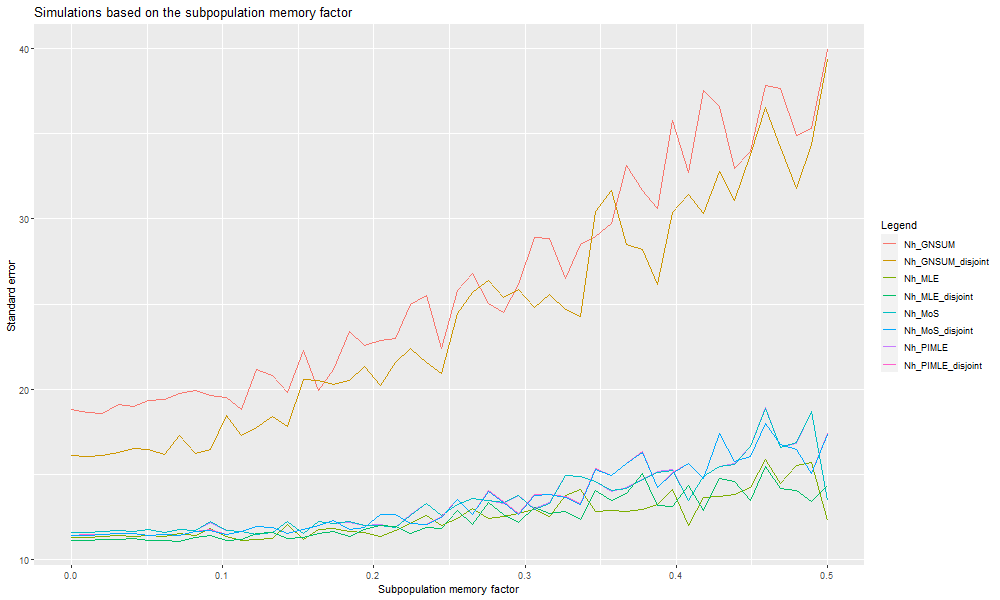 Simulations based on the subpopulation memory factor
Standard error
40
30
20
10
0.0
0.1
0.2
0.3
0.4
0.5
Subpopulation memory factor
Legend
Nh_GNSUM
Nh_GNSUM_disjoint
Nh_MLE
Nh_MLE_disjoint
Nh_MoS
Nh_MoS_disjoint
Nh_PIMLE
Nh_PIMLE_disjoint